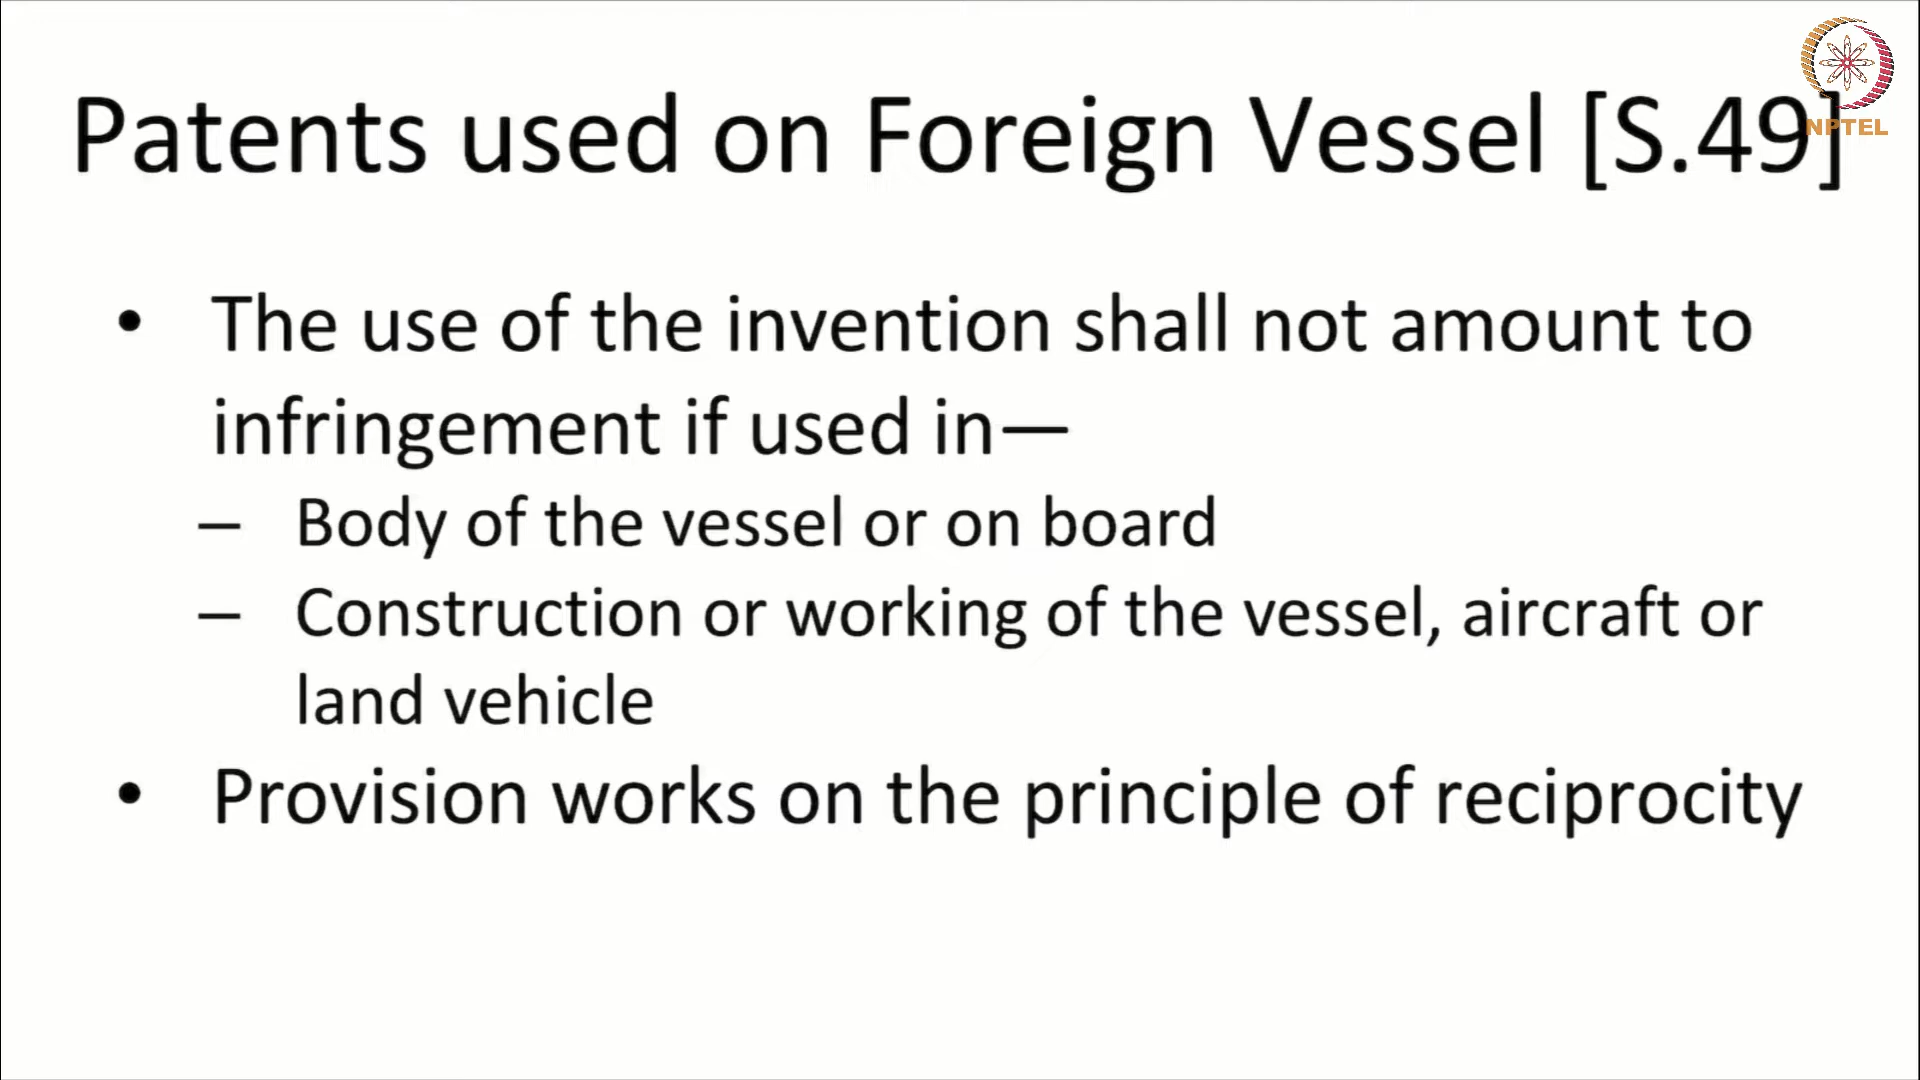 Patents used on Foreign Vessel [S.49]
NPTEL
• The use of the invention shall not amount to
infringement if used in—
– Body of the vessel or on board
– Construction or working of the vessel, aircraft or
land vehicle
• Provision works on the principle of reciprocity